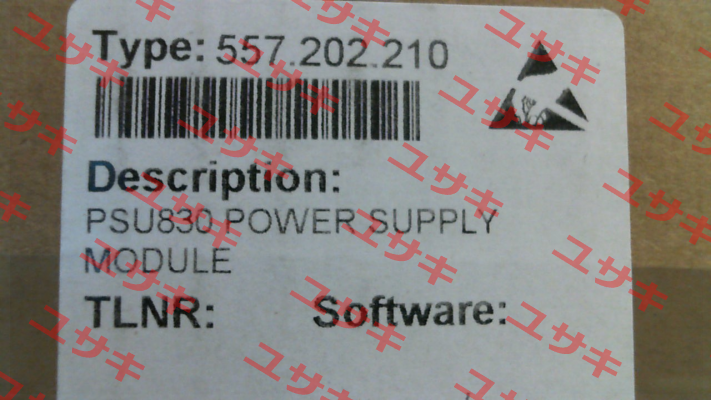 Type: 557.202.210
Description:
PSU830 POWER SUPPLY
MODULE
TLNR: Software:
ユサキ